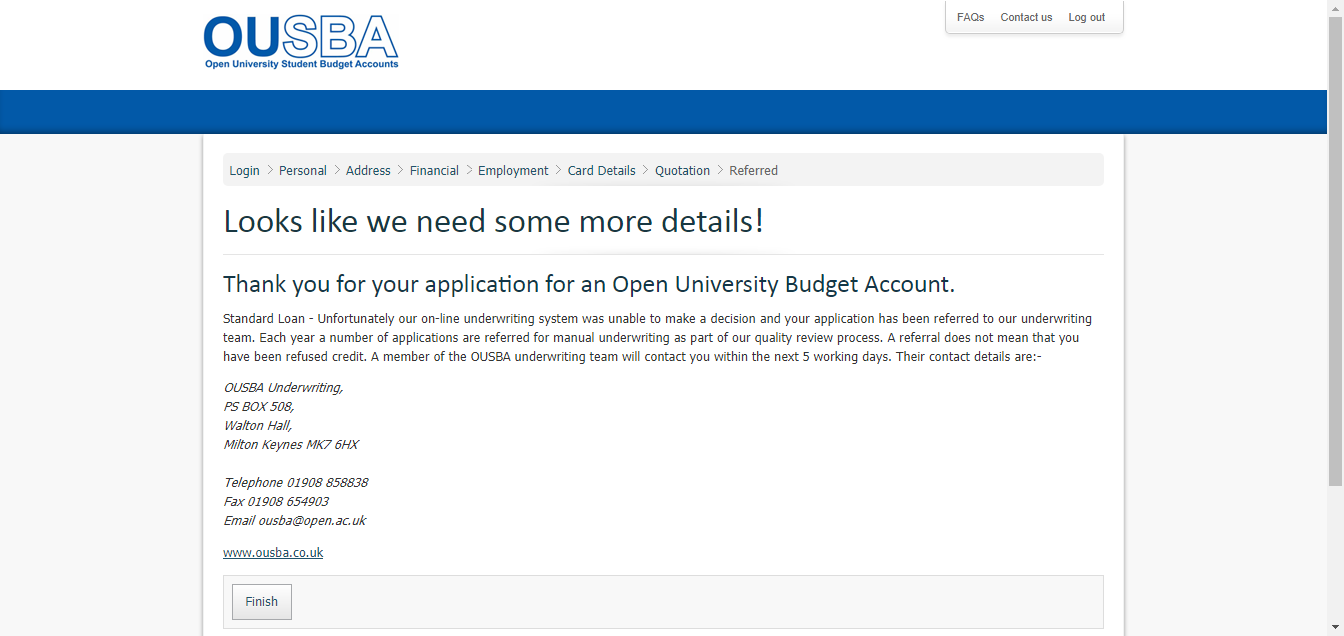 OUSBA
Open University Student Budget Accounts
FAQs Contact us Log out
Login > Personal > Address > Financial > Employment > Card Details > Quotation > Referred
Looks like we need some more details!
Thank you for your application for an Open University Budget Account.
Standard Loan - Unfortunately our on-line underwriting system was unable to make a decision and your application has been referred to our underwriting
team. Each year a number of applications are referred for manual underwriting as part of our quality review process. A referral does not mean that you
have been refused credit. A member of the OUSBA underwriting team will contact you within the next 5 working days. Their contact details are:-
OUSBA Underwriting,
PS BOX 508,
Walton Hall,
Milton Keynes MK7 6HX
Telephone 01908 858838
Fax 01908 654903
Email ousba@open.ac.uk
www.ousba.co.uk
Finish